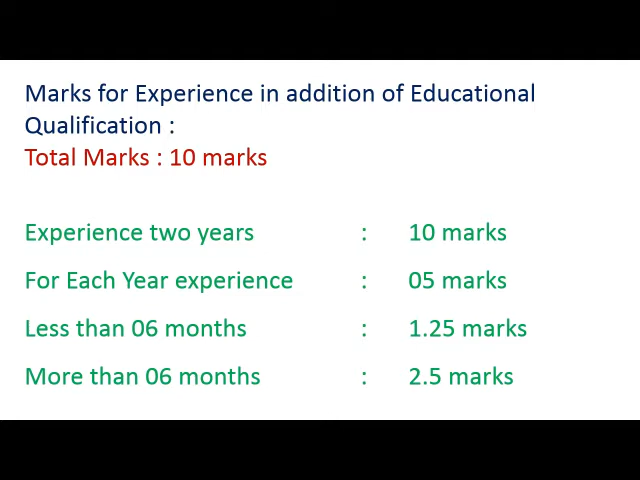 Marks for Experience in addition of Educational
Qualification :
Total Marks : 10 marks
Experience two years : 10 marks
For Each Year experience : 05 marks
Less than 06 months : 1.25 marks
More than 06 months : 2.5 marks